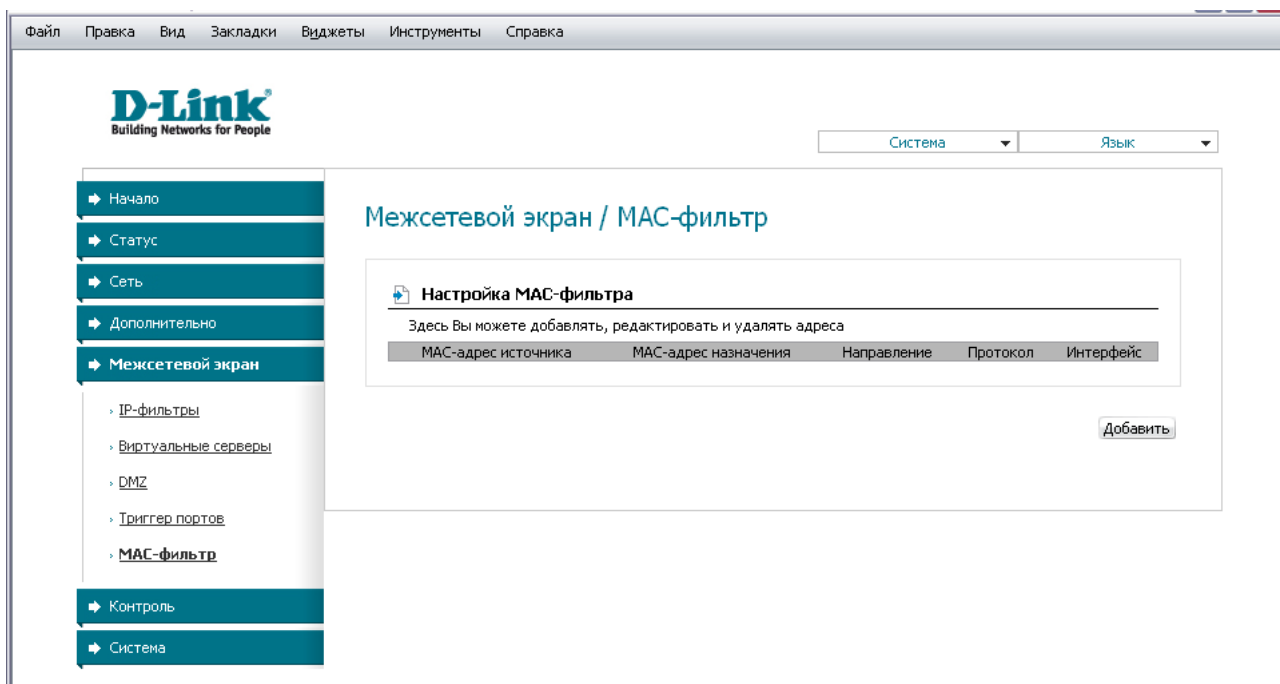 Файл Правка Вид Закладки Виджеты Инструменты Справка
D-Link
Building Networks for People
Система Язык
Начало
Статус
Сеть
Дополнительно
Межсетевой экран
IP-фильтры
Виртуальные серверы
DMZ
Триггер портов
MAC-фильтр
Контроль
Система
Межсетевой экран / MAC-фильтр
Настройка MAC-фильтра
Здесь Вы можете добавлять, редактировать и удалять адреса
MAC-адрес источника MAC-адрес назначения Направление Протокол Интерфейс
Добавить